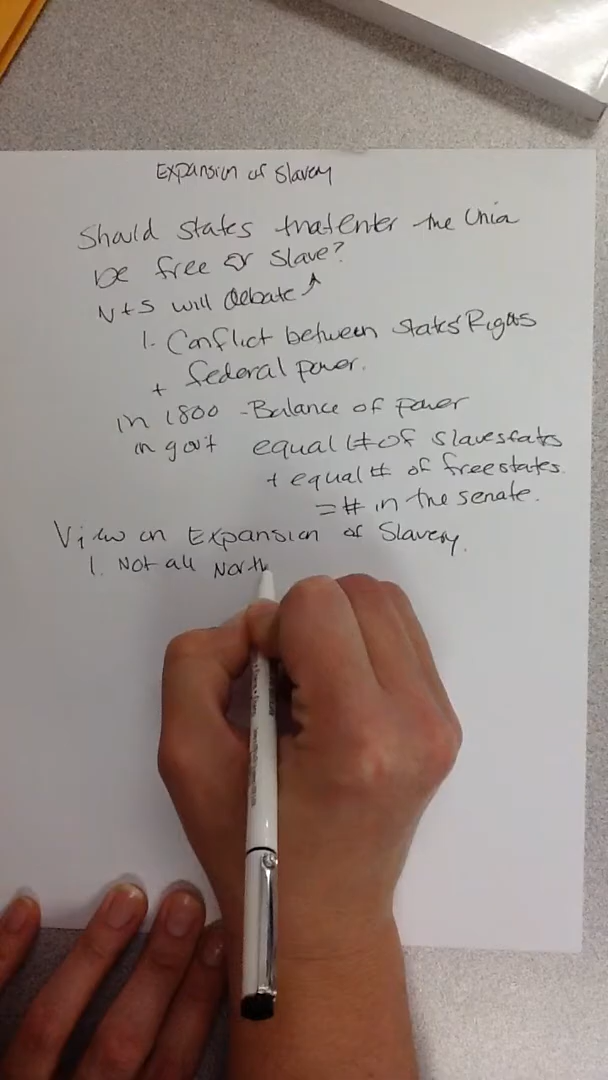 Expansion of Slavery
Should states that enter the Union
be free or slave?
N+S will debate
1. Conflict between states' Rights
+ federal power.
in 1800 - Balance of power
in gov't equal # of slave states
+ equal # of free states.
= # in the senate.
View on Expansion of Slavery.
1. Not all North